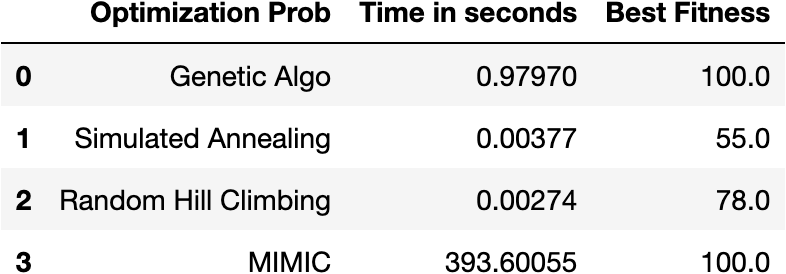 Optimization Prob Time in seconds Best Fitness
0 Genetic Algo 0.97970 100.0
1 Simulated Annealing 0.00377 55.0
2 Random Hill Climbing 0.00274 78.0
3 MIMIC 393.60055 100.0